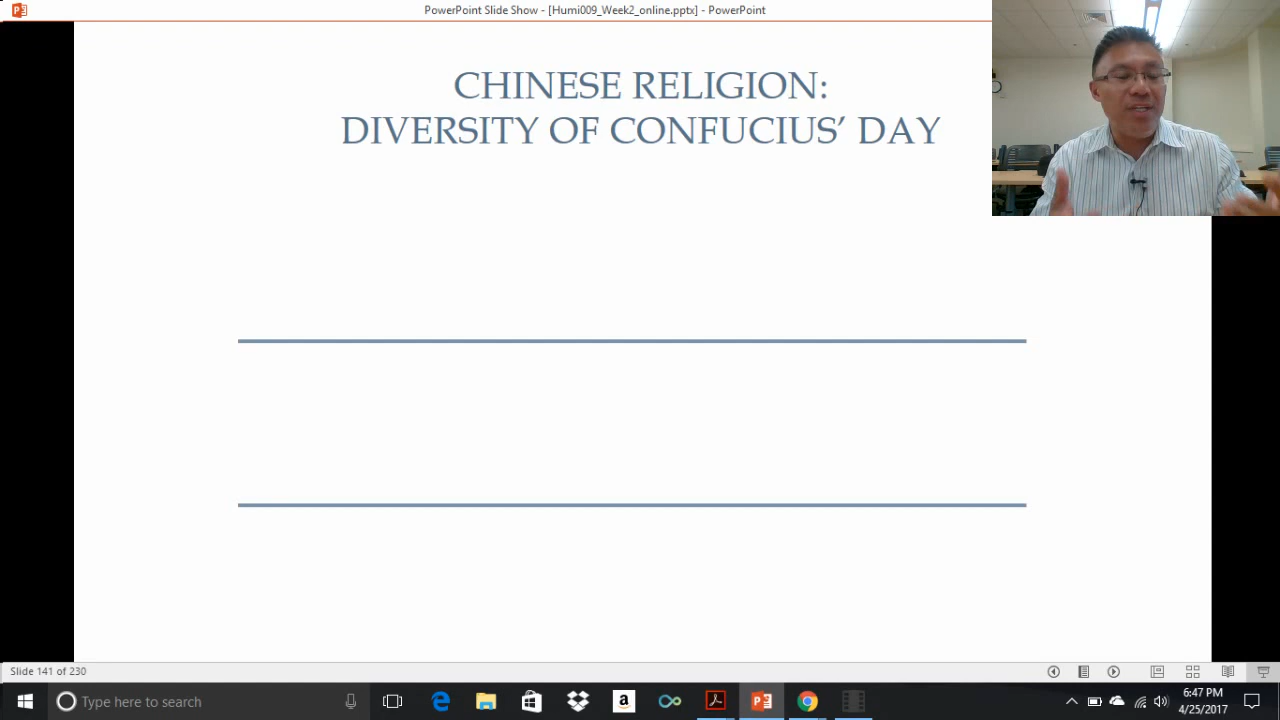 PowerPoint Slide Show - [Humi009_Week2_online.pptx] - PowerPoint
CHINESE RELIGION:
DIVERSITY OF CONFUCIUS’ DAY
Slide 141 of 230
Type here to search
6:47 PM
4/25/2017